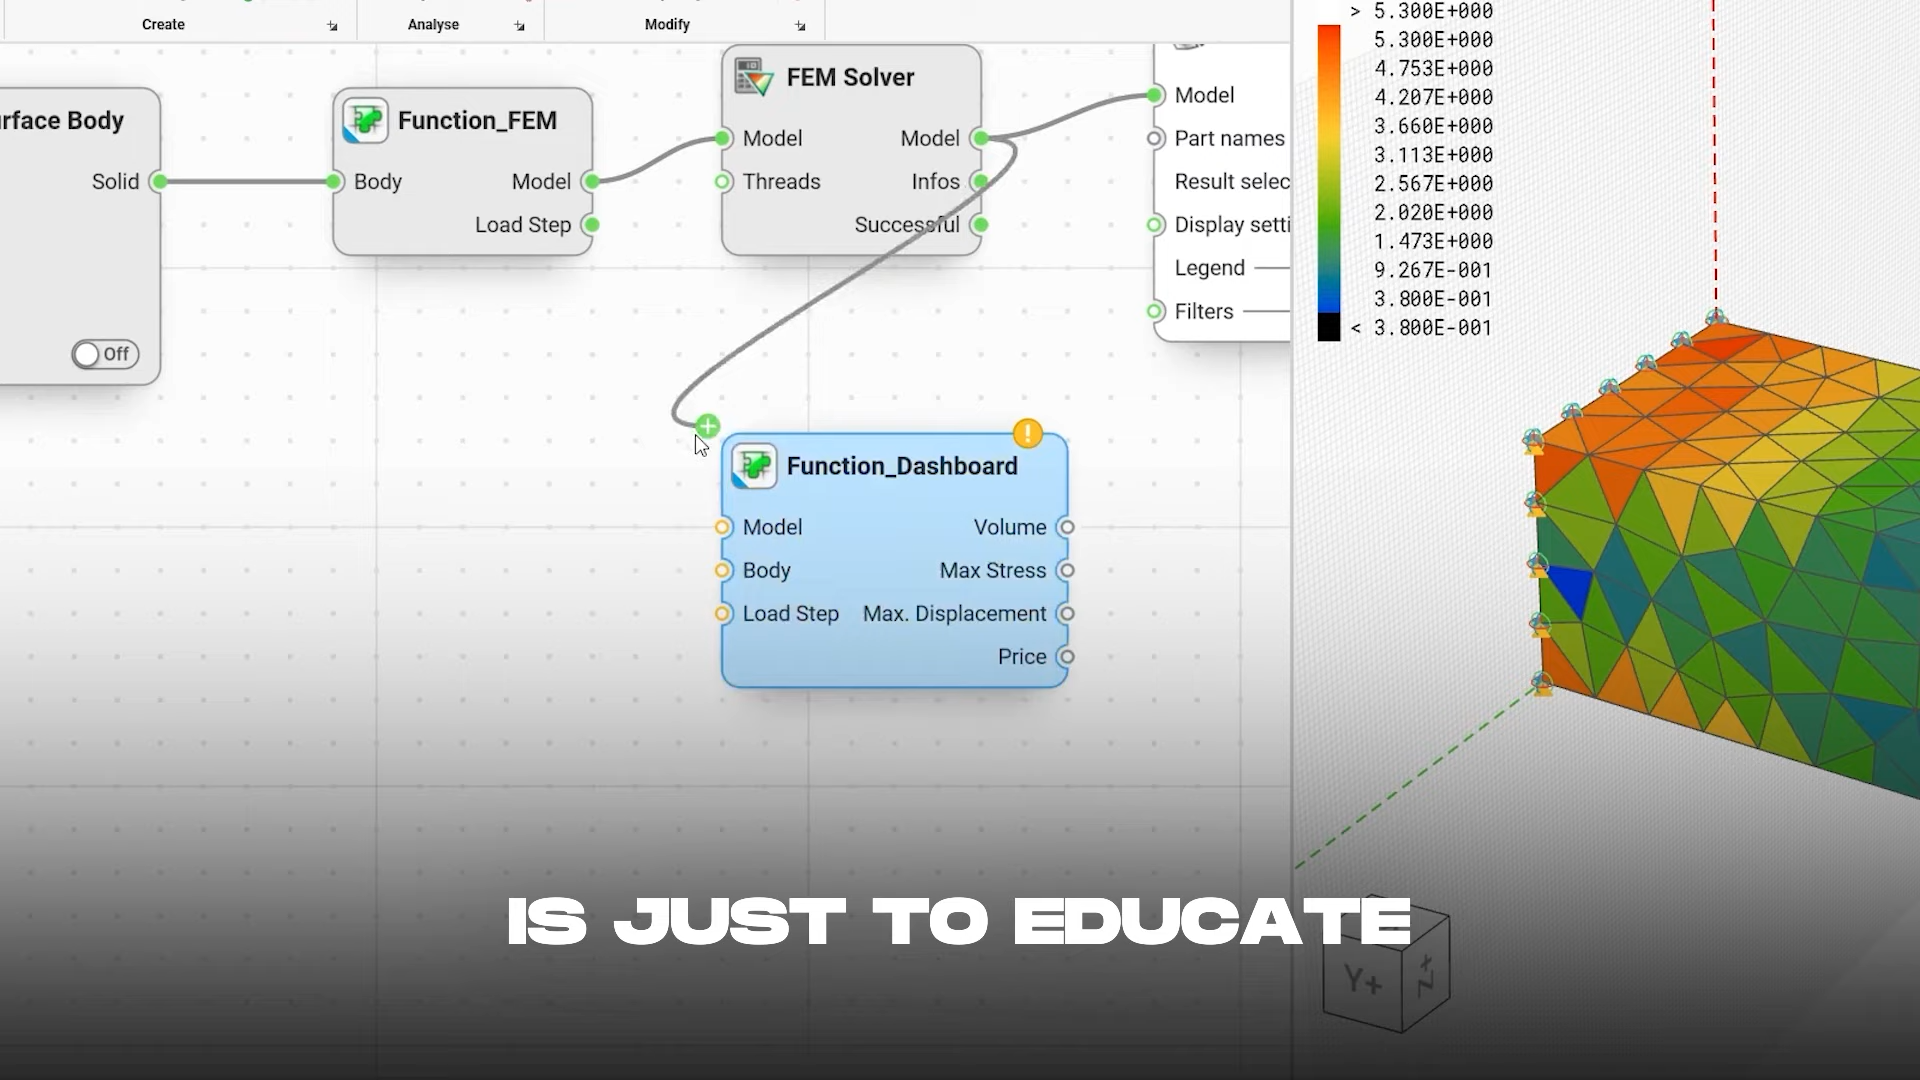 Create
Analyse
Modify
rface Body
Solid
Off
Function_FEM
Body
Model
Load Step
FEM Solver
Model
Model
Threads
Infos
Successful
Model
Part names
Result selec
Display setti
Legend
Filters
Function_Dashboard
Model
Volume
Body
Max Stress
Load Step
Max. Displacement
Price
> 5.300E+000
5.300E+000
4.753E+000
4.207E+000
3.660E+000
3.113E+000
2.567E+000
2.020E+000
1.473E+000
9.267E-001
3.800E-001
< 3.800E-001
IS JUST TO EDUCATE
Y+